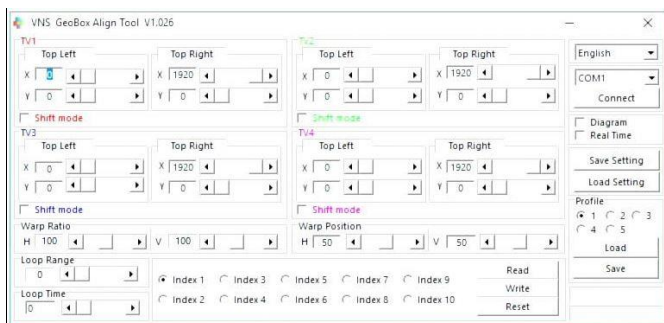 VNS GeoBox Align Tool V1.026
TV1
Top Left
Top Right
X 0
X 1920
Y 0
Y 0
Shift mode
TV2
Top Left
Top Right
X 0
X 1920
Y 0
Y 0
Shift mode
TV3
Top Left
Top Right
X 0
X 1920
Y 0
Y 0
Shift mode
TV4
Top Left
Top Right
X 0
X 1920
Y 0
Y 0
Shift mode
Warp Ratio
H 100
V 100
Warp Position
H 50
V 50
Loop Range
0
Loop Time
0
Index 1 Index 3 Index 5 Index 7 Index 9
Index 2 Index 4 Index 6 Index 8 Index 10
Read
Write
Reset
English
COM1
Connect
Diagram
Real Time
Save Setting
Load Setting
Profile
1 2 3
4 5
Load
Save